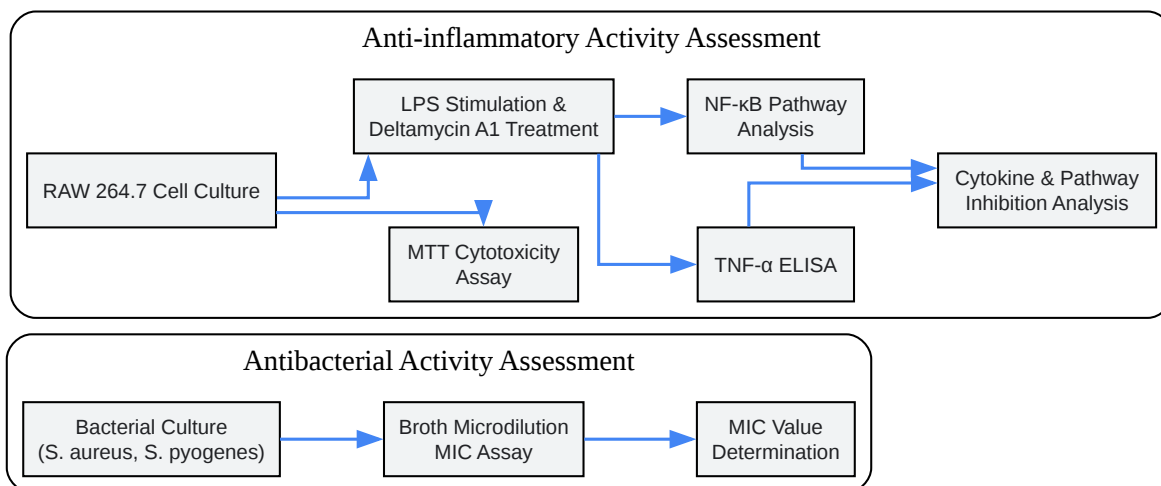 Anti-inflammatory Activity Assessment
LPS Stimulation &
Deltamycin A1 Treatment
NF-κB Pathway
Analysis
RAW 264.7 Cell Culture
Cytokine & Pathway
Inhibition Analysis
MTT Cytotoxicity
Assay
TNF-α ELISA
Antibacterial Activity Assessment
Bacterial Culture
(S. aureus, S. pyogenes)
Broth Microdilution
MIC Assay
MIC Value
Determination